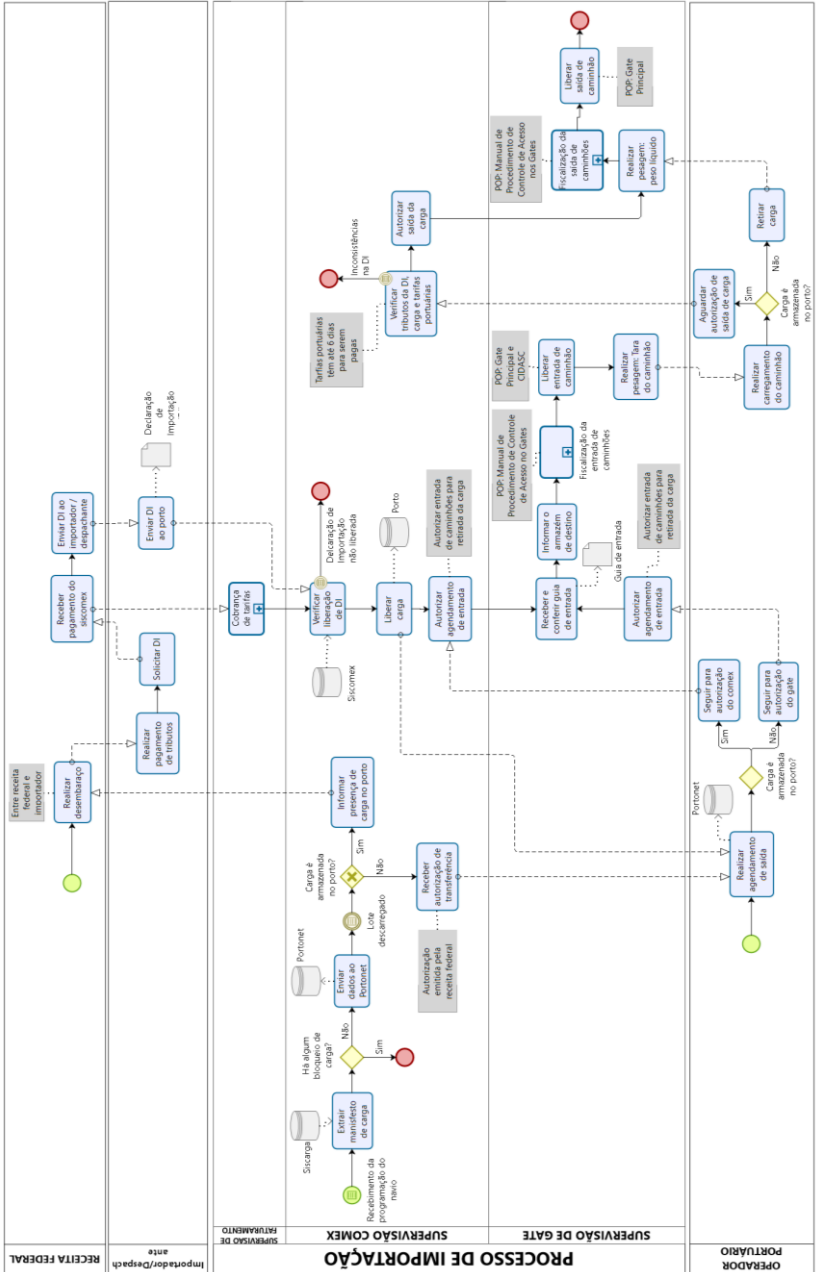 RECEITA FEDERAL
Entre receita
federal e
imoortador
Realizar
desembaraço
Receber
pagamento do
siscomex
Enviar DI ao
importador /
despachante
Importador/Despach
ante
Realizar
pagamento
de tributos
Solicitar DI
Enviar DI
ao porto
Declaração
de
Importação
PROCESSO DE IMPORTAÇÃO
SUPERVISÃO DE
FATURAMENTO
Cobrança
de tarifas
SUPERVISÃO COMEX
Recebimento da
programação do
navio
Siscarga
Extrair
manisfesto
de carga
Há algum
bloqueio de
carga?
Sim
Não
Portonet
Enviar
dados ao
Portonet
Lote
descarregado
Carga é
armazenada
no porto?
Sim
Não
Informar
presença de
carga no porto
Autorização
emitida pela
receita federal
Receber
autorização de
transferência
Siscomex
Verificar
liberação
de DI
Delcaração de
Importação
não liberada
Liberar
carga
Porto
Autorizar
agendamento
de entrada
Autorizar entrada
de caminhões para
retirada da carga
Tarfias portuárias
têm até 6 dias
para serem
pagas
Verificar
tributos da DI,
carga e tarifas
portuárias
Inconsistências
na DI
Autorizar
saída da
carga
SUPERVISÃO DE GATE
Receber e
conferir guia
de entrada
Guia de entrada
Informar o
armazém
de destino
POP: Manual de
Procedimento de Controle
de Acesso no Gates
Fiscalização da
entrada de
caminhões
POP: Gate
Principal e
CIDASC
Liberar
entrada de
caminhão
Realizar
pesagem: Tara
do caminhão
Autorizar
agendamento
de entrada
Autorizar entrada
de caminhões para
retirada da carga
POP: Manual de
Procedimento de
Controle de Acesso
nos Gates
Fiscalização da
saída de
caminhões
Realizar
pesagem:
peso líquido
Liberar
saída de
caminhão
POP: Gate
Principal
OPERADOR
PORTUÁRIO
Realizar
agendamento
de saída
Portonet
Carga é
armazenada
no porto?
Sim
Não
Seguir para
autorização
do comex
Seguir para
autorização
do gate
Realizar
carregamento
do caminhão
Carga é
armazenada
no porto?
Sim
Não
Aguardar
autorização de
saída de carga
Retirar
carga